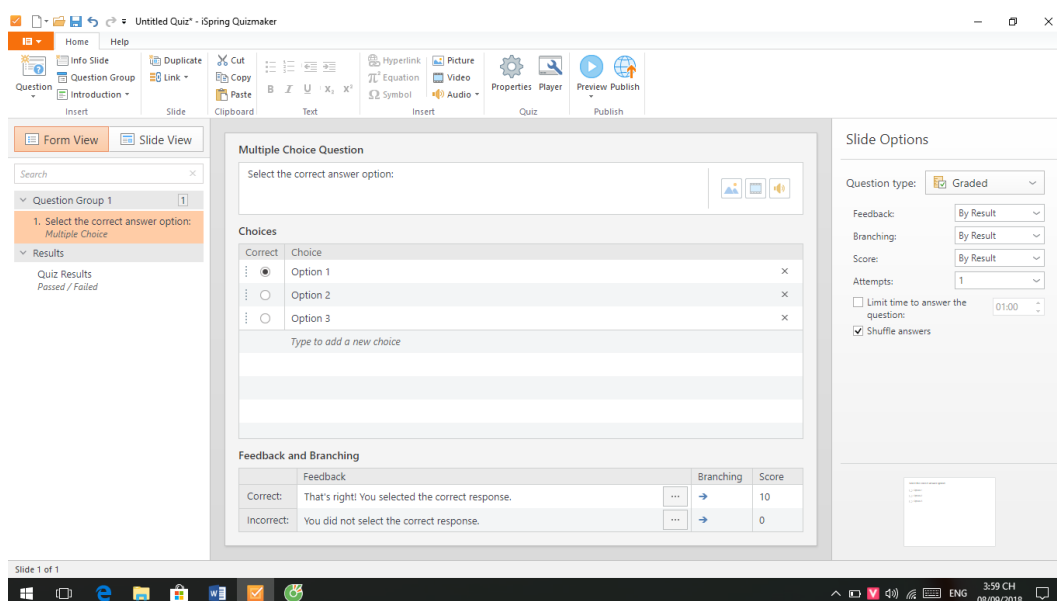 Untitled Quiz* - iSpring Quizmaker
Home Help
Question
Info Slide
Question Group
Introduction
Insert
Duplicate
Link
Slide
Cut
Copy
Paste
Clipboard
B I U X₂ X²
Text
Hyperlink
π² Equation
Ω Symbol
Picture
Video
Audio
Insert
Properties Player
Quiz
Preview Publish
Publish
Form View Slide View
Search
Question Group 1 1
1. Select the correct answer option:
Multiple Choice
Results
Quiz Results
Passed / Failed
Multiple Choice Question
Select the correct answer option:
Choices
Correct Choice
Option 1
Option 2
Option 3
Type to add a new choice
Feedback and Branching
Feedback Branching Score
Correct: That's right! You selected the correct response. ... 10
Incorrect: You did not select the correct response. ... 0
Slide Options
Question type: Graded
Feedback: By Result
Branching: By Result
Score: By Result
Attempts: 1
Limit time to answer the question: 01:00
Shuffle answers
Slide 1 of 1
ENG
3:59 CH
08/09/2018